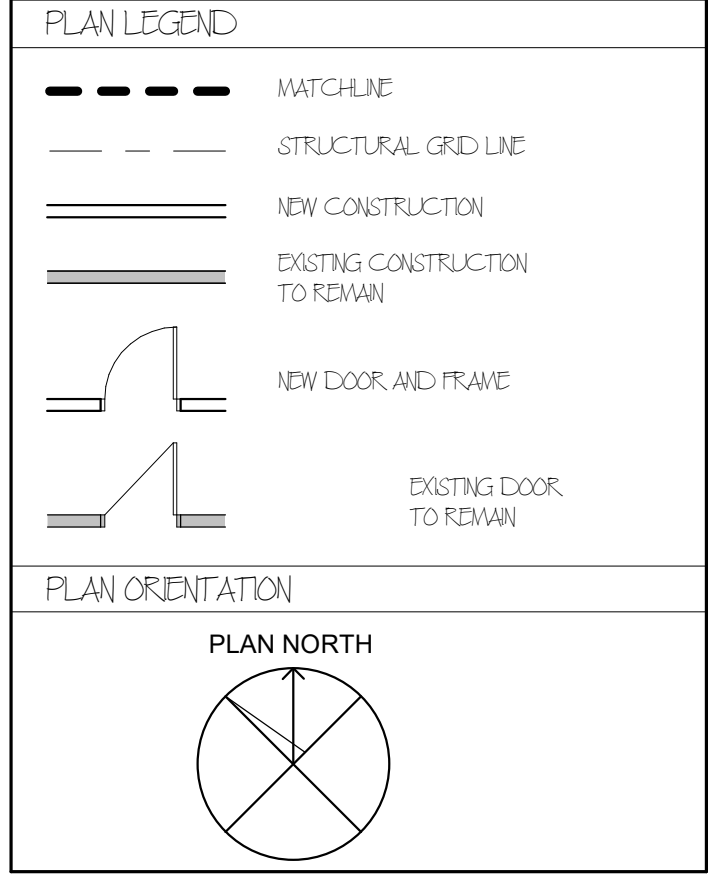 PLAN LEGEND
MATCHLINE
STRUCTURAL GRID LINE
NEW CONSTRUCTION
EXISTING CONSTRUCTION
TO REMAIN
NEW DOOR AND FRAME
EXISTING DOOR
TO REMAIN
PLAN ORIENTATION
PLAN NORTH